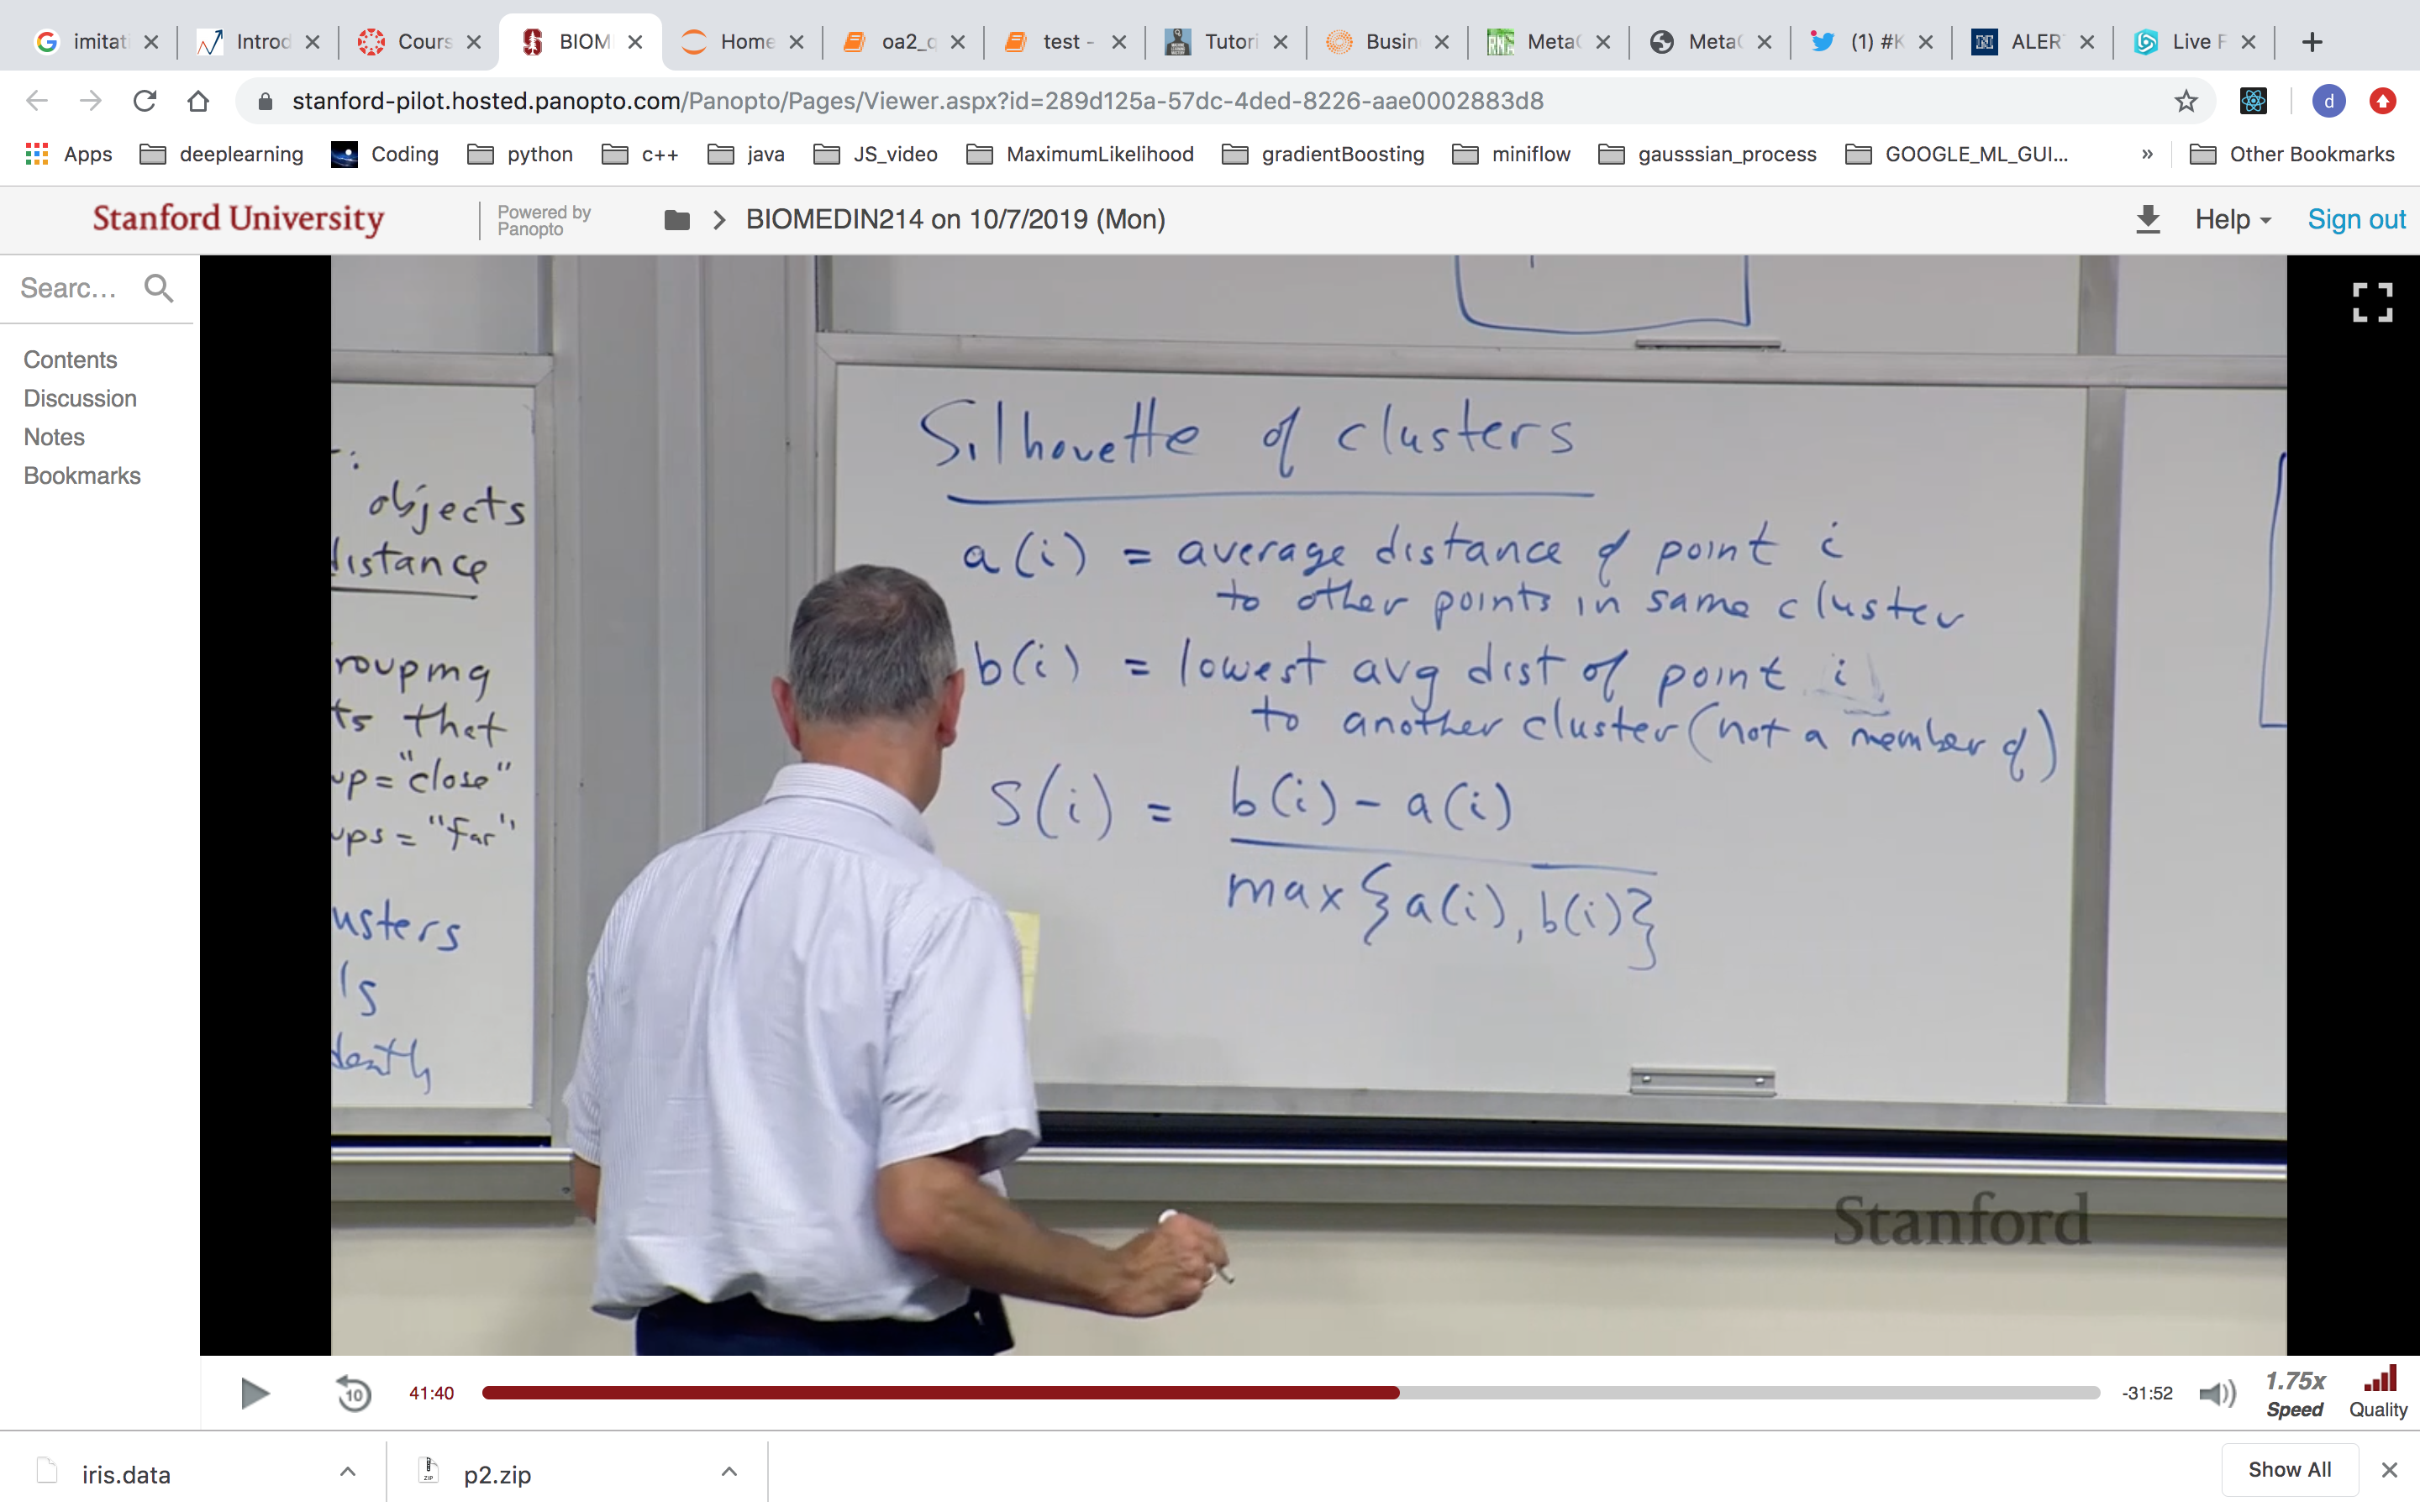 imitati
Introd
Cours
BIOM
Home
oa2_c
test -
Tutori
Busin
Meta
Meta
(1) #K
ALER
Live F
stanford-pilot.hosted.panopto.com/Panopto/Pages/Viewer.aspx?id=289d125a-57dc-4ded-8226-aae0002883d8
d
Apps
deeplearning
Coding
python
c++
java
JS_video
MaximumLikelihood
gradientBoosting
miniflow
gausssian_process
GOOGLE_ML_GUI...
»
Other Bookmarks
Stanford University
Powered by
Panopto
BIOMEDIN214 on 10/7/2019 (Mon)
Help
Sign out
Searc...
Contents
Discussion
Notes
Bookmarks
objects
distance
roupmg
ts that
up = "close"
ups = "far"
usters
ls
death
Silhouette of clusters
a(i) = average distance of point i
to other points in same cluster
b(i) = lowest avg dist of point i
to another cluster (not a member of)
S(i) = b(i) - a(i)
max {a(i), b(i)}
Stanford
10
41:40
-31:52
1.75x
Speed
Quality
iris.data
ZIP
p2.zip
Show All